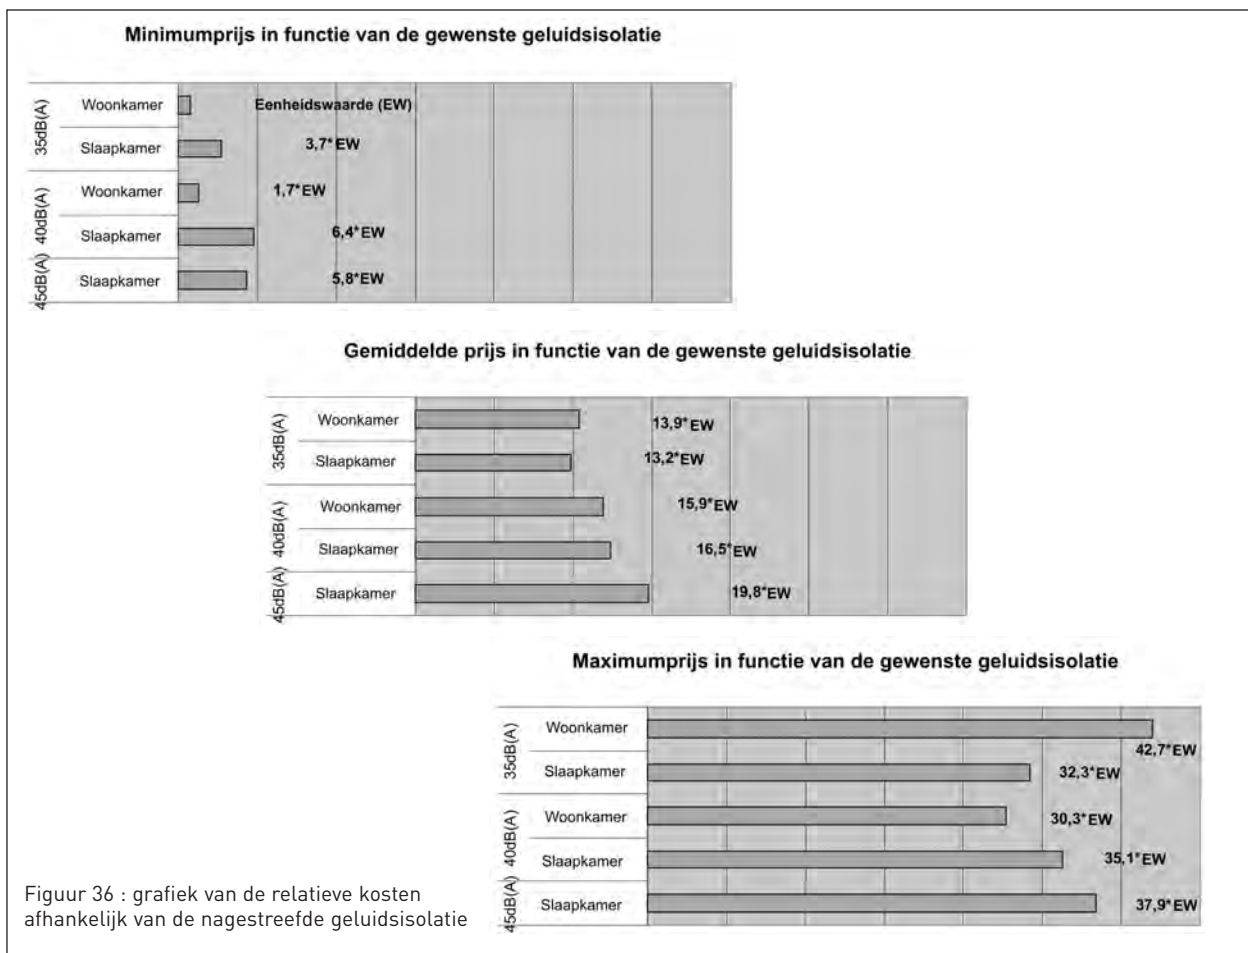 Minimumprijs in functie van de gewenste geluidsisolatie
35dB(A)
Woonkamer
Eenheidswaarde (EW)
Slaapkamer
3,7*EW
40dB(A)
Woonkamer
1,7*EW
Slaapkamer
6,4*EW
45dB(A)
Slaapkamer
5,8*EW
Gemiddelde prijs in functie van de gewenste geluidsisolatie
35dB(A)
Woonkamer
13,9*EW
Slaapkamer
13,2*EW
40dB(A)
Woonkamer
15,9*EW
Slaapkamer
16,5*EW
45dB(A)
Slaapkamer
19,8*EW
Maximumprijs in functie van de gewenste geluidsisolatie
35dB(A)
Woonkamer
42,7*EW
Slaapkamer
32,3*EW
40dB(A)
Woonkamer
30,3*EW
Slaapkamer
35,1*EW
45dB(A)
Slaapkamer
37,9*EW
Figuur 36 : grafiek van de relatieve kosten
afhankelijk van de nagestreefde geluidsisolatie